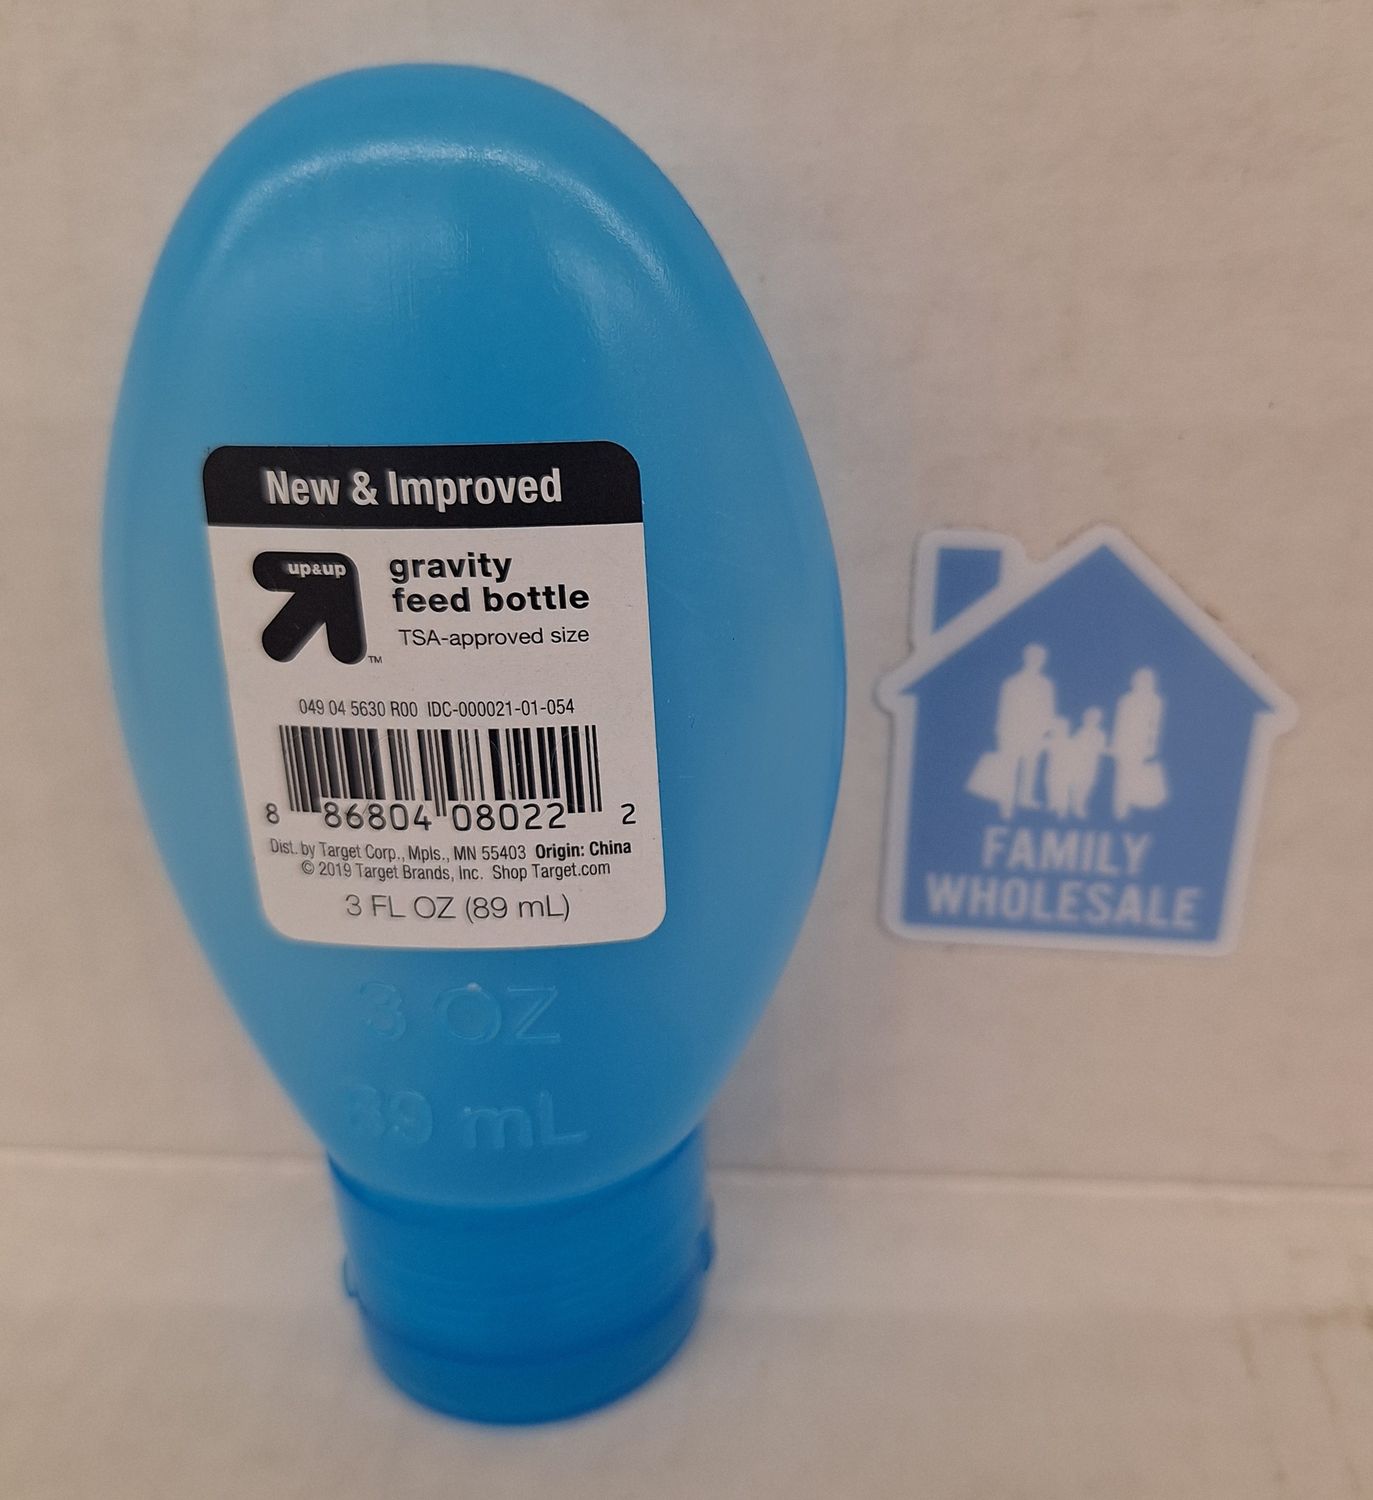 New & Improved
up&up
TM
gravity
feed bottle
TSA-approved size
049 04 5630 R00 IDC-000021-01-054
8 86804 08022 2
Dist. by Target Corp., Mpls., MN 55403 Origin: China
© 2019 Target Brands, Inc. Shop Target.com
3 FL OZ (89 mL)
3 OZ
89 mL
FAMILY
WHOLESALE